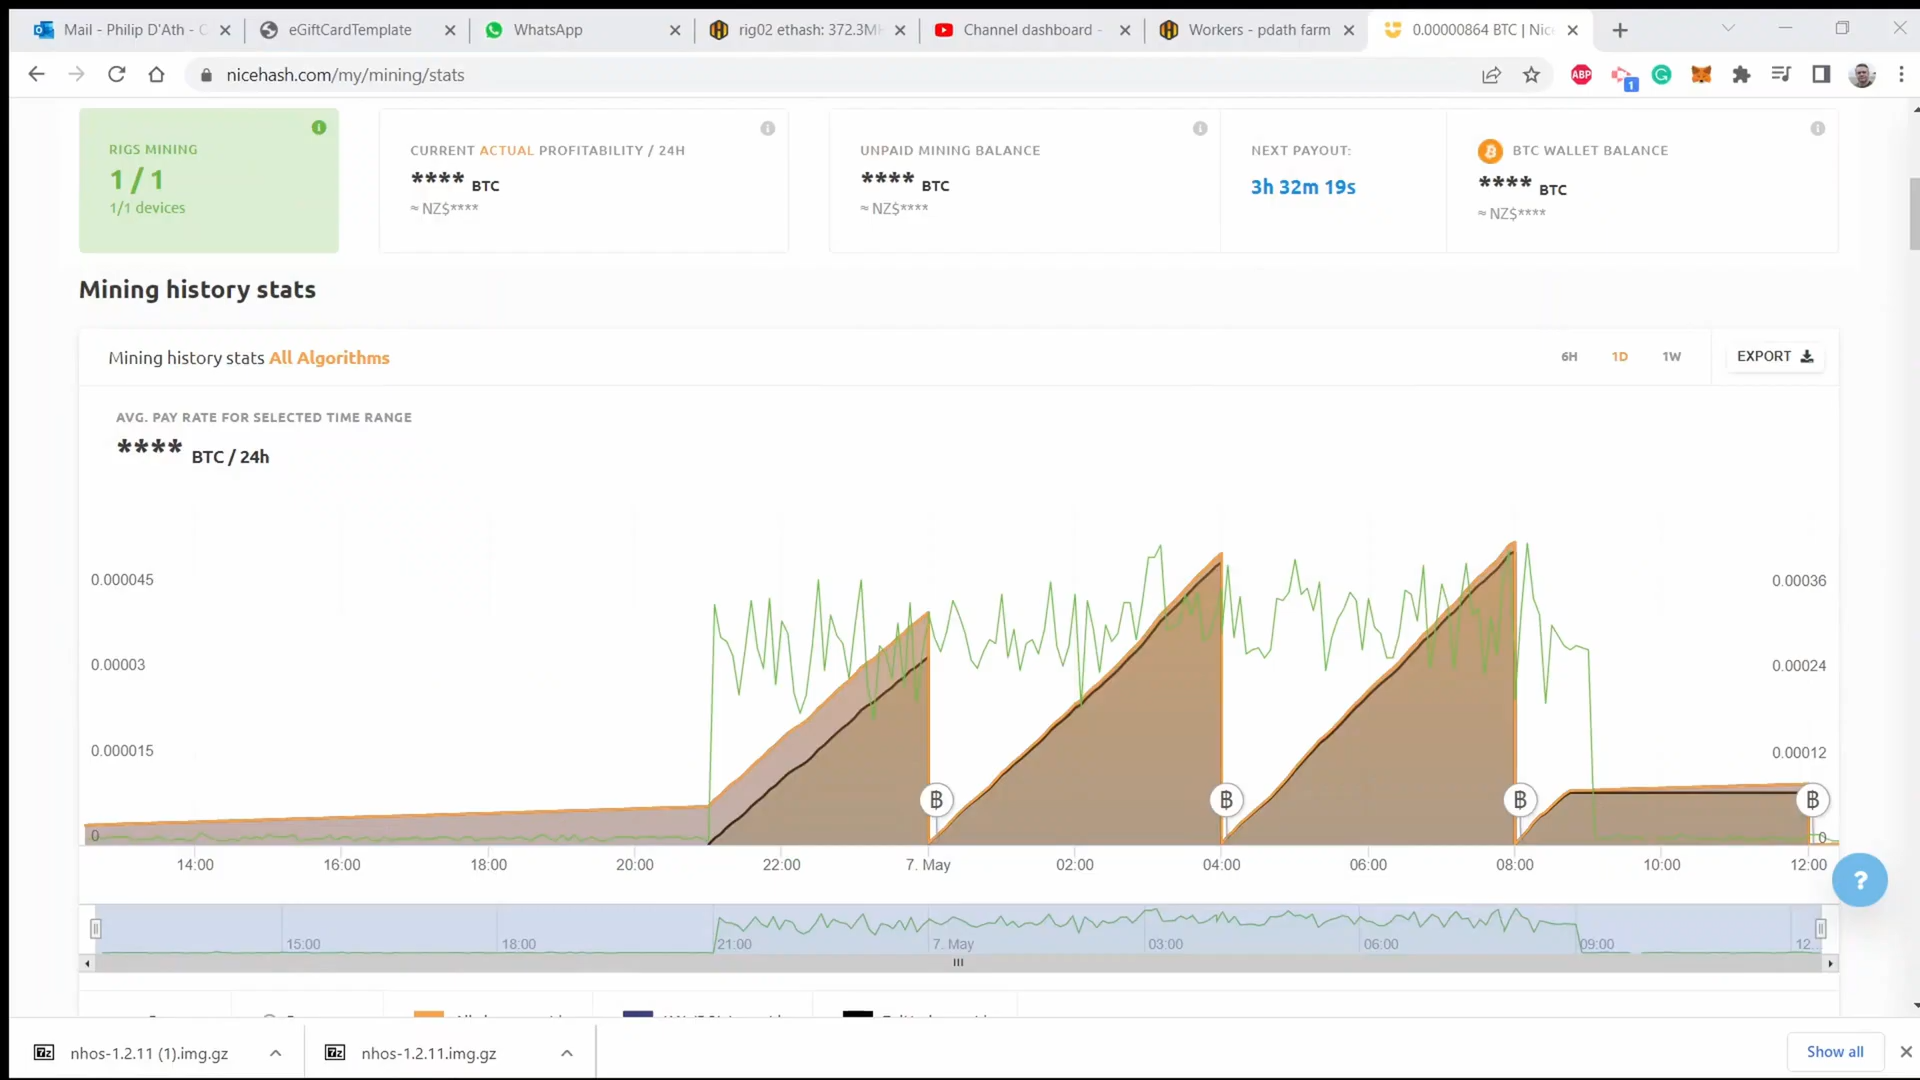 Mail - Philip D'Ath -
eGiftCardTemplate
WhatsApp
rig02 ethash: 372.3M
Channel dashboard -
Workers - pdath farm
0.00000864 BTC | Nic
nicehash.com/my/mining/stats
ABP
1
RIGS MINING
1 / 1
1/1 devices
CURRENT ACTUAL PROFITABILITY / 24H
**** BTC
≈ NZ$****
UNPAID MINING BALANCE
**** BTC
≈ NZ$****
NEXT PAYOUT:
3h 32m 19s
BTC WALLET BALANCE
**** BTC
≈ NZ$****
Mining history stats
Mining history stats All Algorithms
6H 1D 1W
EXPORT
AVG. PAY RATE FOR SELECTED TIME RANGE
**** BTC / 24h
0.000045 0.00036
0.00003 0.00024
0.000015 0.00012
0 0
14:00 16:00 18:00 20:00 22:00 7. May 02:00 04:00 06:00 08:00 10:00 12:00
?
15:00 18:00 21:00 7. May 03:00 06:00 09:00 12...
7z nhos-1.2.11 (1).img.gz
7z nhos-1.2.11.img.gz
Show all